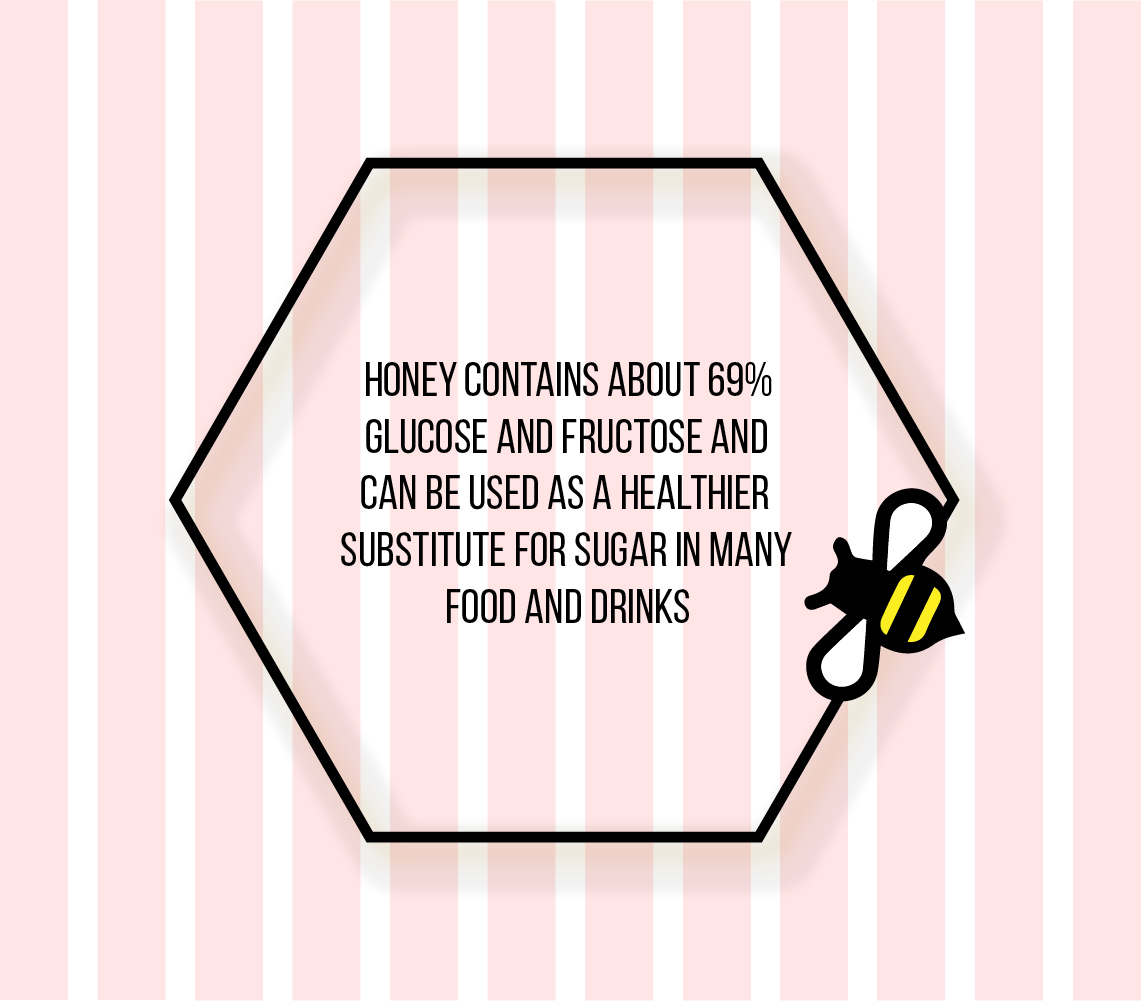 HONEY CONTAINS ABOUT 69%
GLUCOSE AND FRUCTOSE AND
CAN BE USED AS A HEALTHIER
SUBSTITUTE FOR SUGAR IN MANY
FOOD AND DRINKS